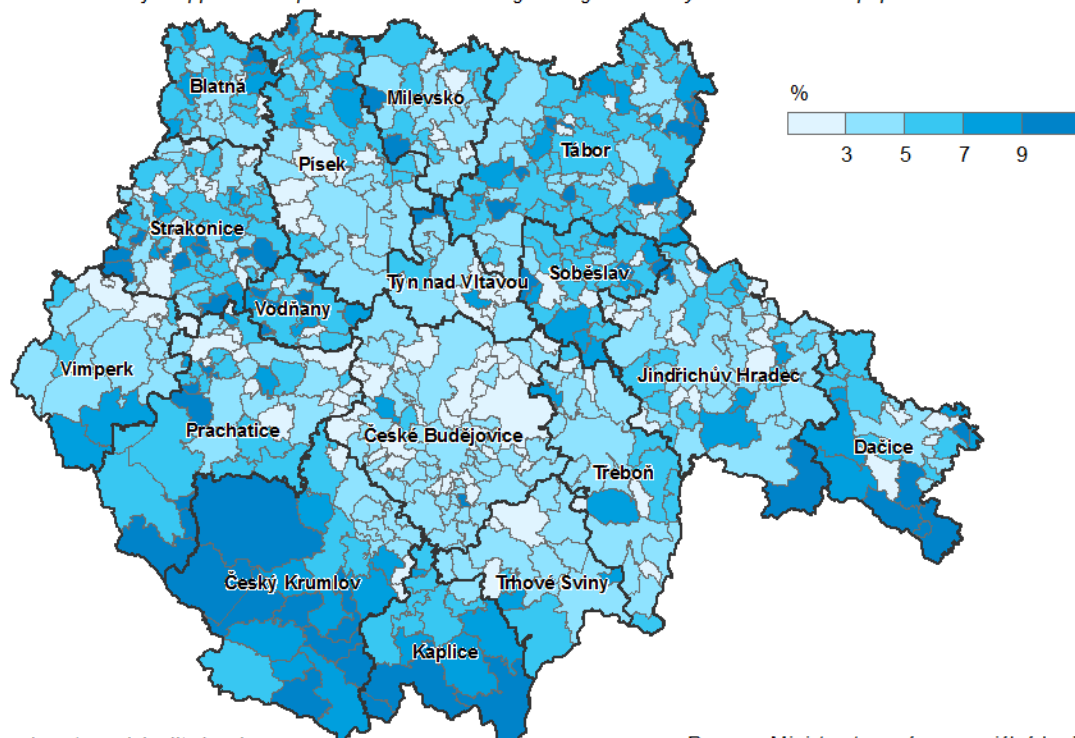 %
3 5 7 9
Blatná
Milevsko
Tábor
Písek
Strakonice
Soběslav
Týn nad Vltavou
Vodňany
Vimperk
Jindřichův Hradec
Prachatice
České Budějovice
Dačice
Třeboň
Český Krumlov
Trhové Sviny
Kaplice